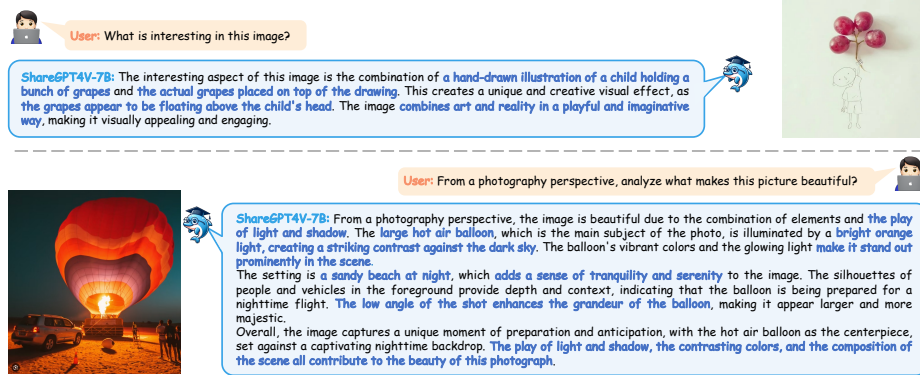 User: What is interesting in this image?
ShareGPT4V-7B: The interesting aspect of this image is the combination of a hand-drawn illustration of a child holding a
bunch of grapes and the actual grapes placed on top of the drawing. This creates a unique and creative visual effect, as
the grapes appear to be floating above the child's head. The image combines art and reality in a playful and imaginative
way, making it visually appealing and engaging.
User: From a photography perspective, analyze what makes this picture beautiful?
ShareGPT4V-7B: From a photography perspective, the image is beautiful due to the combination of elements and the play
of light and shadow. The large hot air balloon, which is the main subject of the photo, is illuminated by a bright orange
light, creating a striking contrast against the dark sky. The balloon's vibrant colors and the glowing light make it stand out
prominently in the scene.
The setting is a sandy beach at night, which adds a sense of tranquility and serenity to the image. The silhouettes of
people and vehicles in the foreground provide depth and context, indicating that the balloon is being prepared for a
nighttime flight. The low angle of the shot enhances the grandeur of the balloon, making it appear larger and more
majestic.
Overall, the image captures a unique moment of preparation and anticipation, with the hot air balloon as the centerpiece,
set against a captivating nighttime backdrop. The play of light and shadow, the contrasting colors, and the composition of
the scene all contribute to the beauty of this photograph.